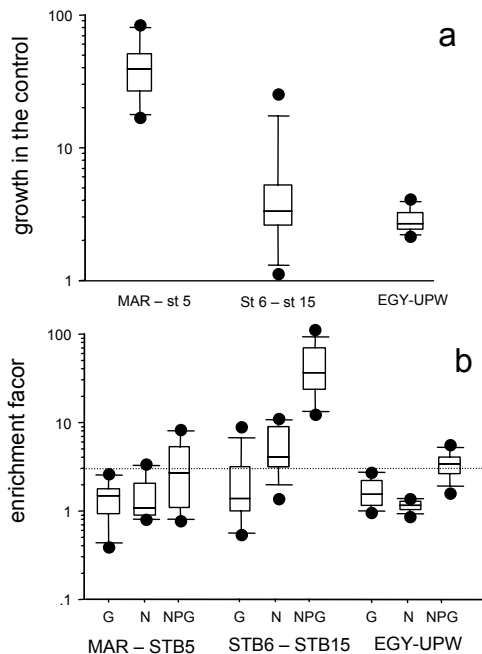 a
growth in the control
100
10
1
MAR – st 5
St 6 – st 15
EGY-UPW
b
enrichment facor
100
10
1
.1
G N NPG G N NPG G N NPG
MAR – STB5 STB6 – STB15 EGY-UPW